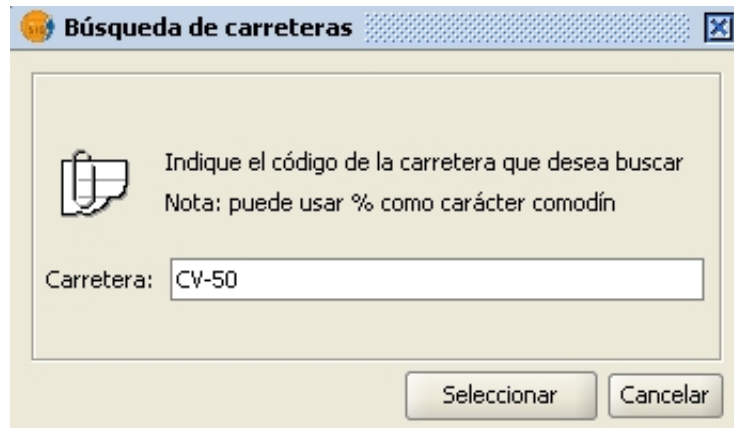 Búsqueda de carreteras
Indique el código de la carretera que desea buscar
Nota: puede usar % como carácter comodín
Carretera: CV-50
Seleccionar Cancelar